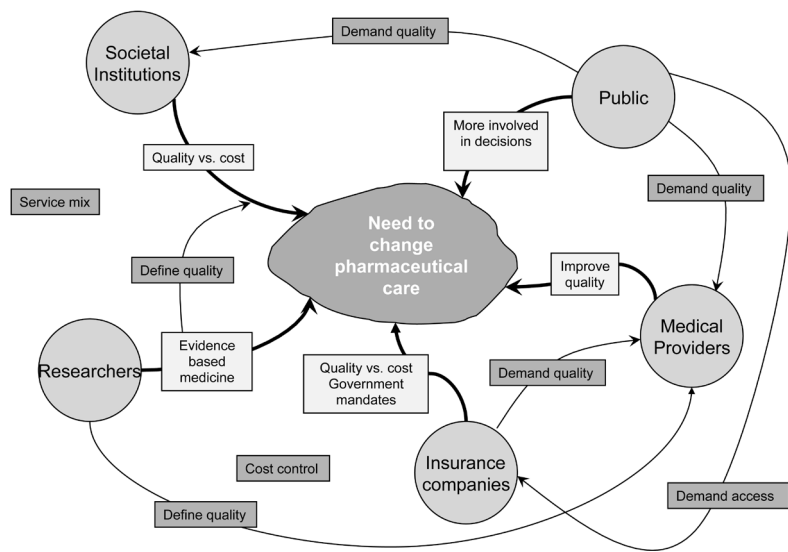 Demand quality
Societal
Institutions
Public
More involved
in decisions
Quality vs. cost
Demand quality
Service mix
Need to
change
pharmaceutical
care
Define quality
Improve
quality
Medical
Providers
Researchers
Evidence
based
medicine
Quality vs. cost
Government
mandates
Demand quality
Cost control
Insurance
companies
Demand access
Define quality